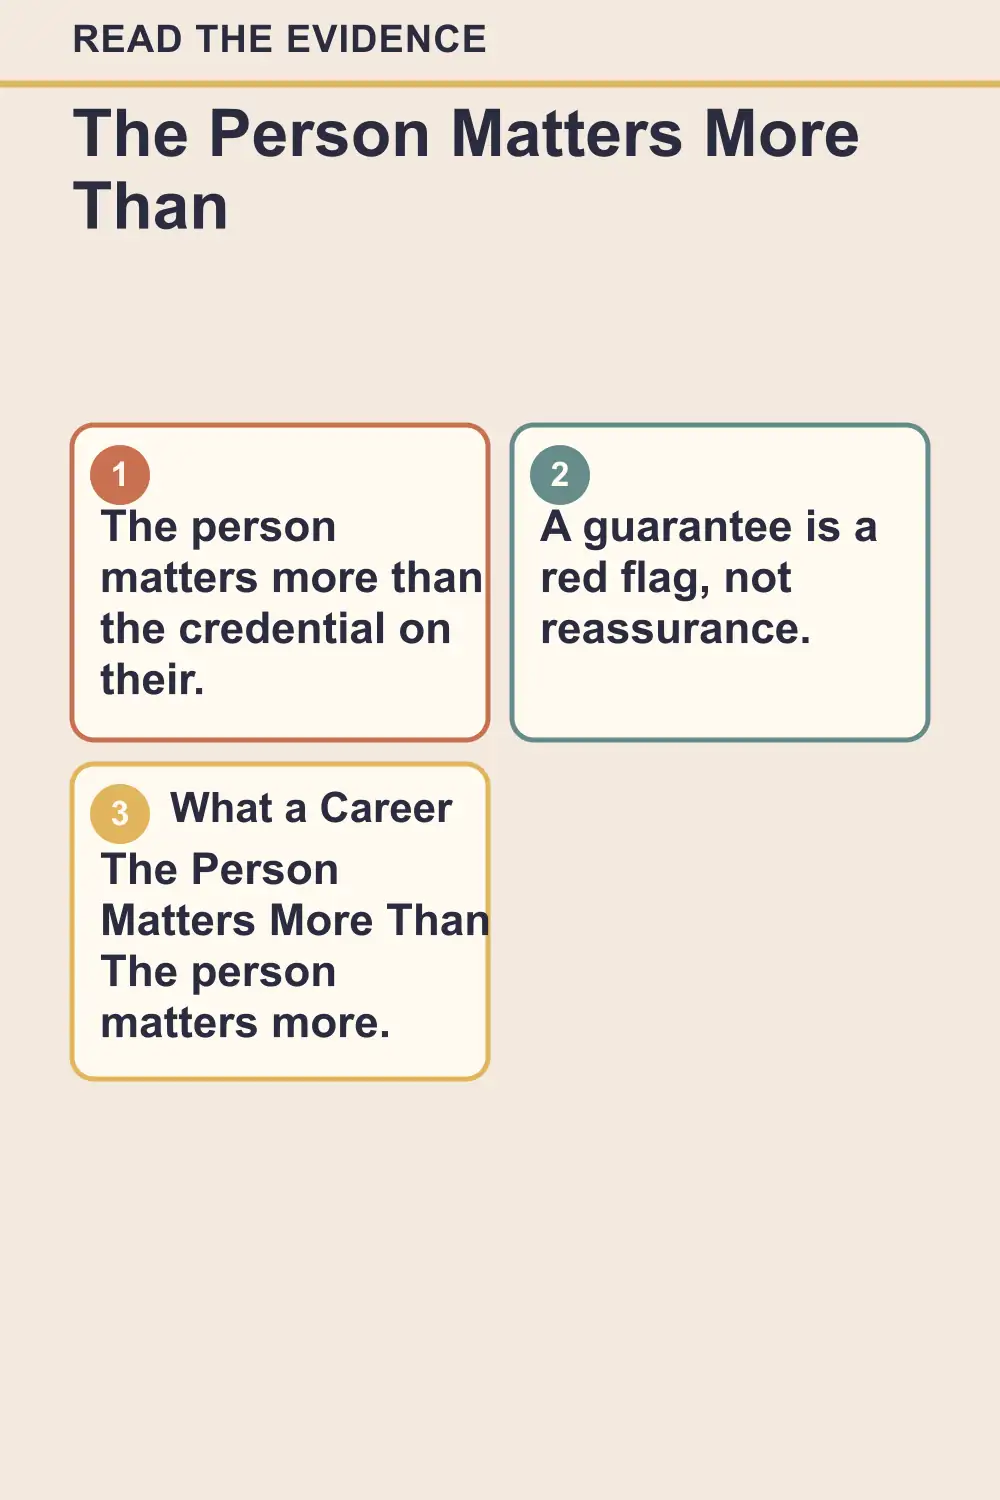 READ THE EVIDENCE
The Person Matters More
Than
1
The person
matters more than
the credential on
their.
2
A guarantee is a
red flag, not
reassurance.
3
What a Career
The Person
Matters More Than
The person
matters more.